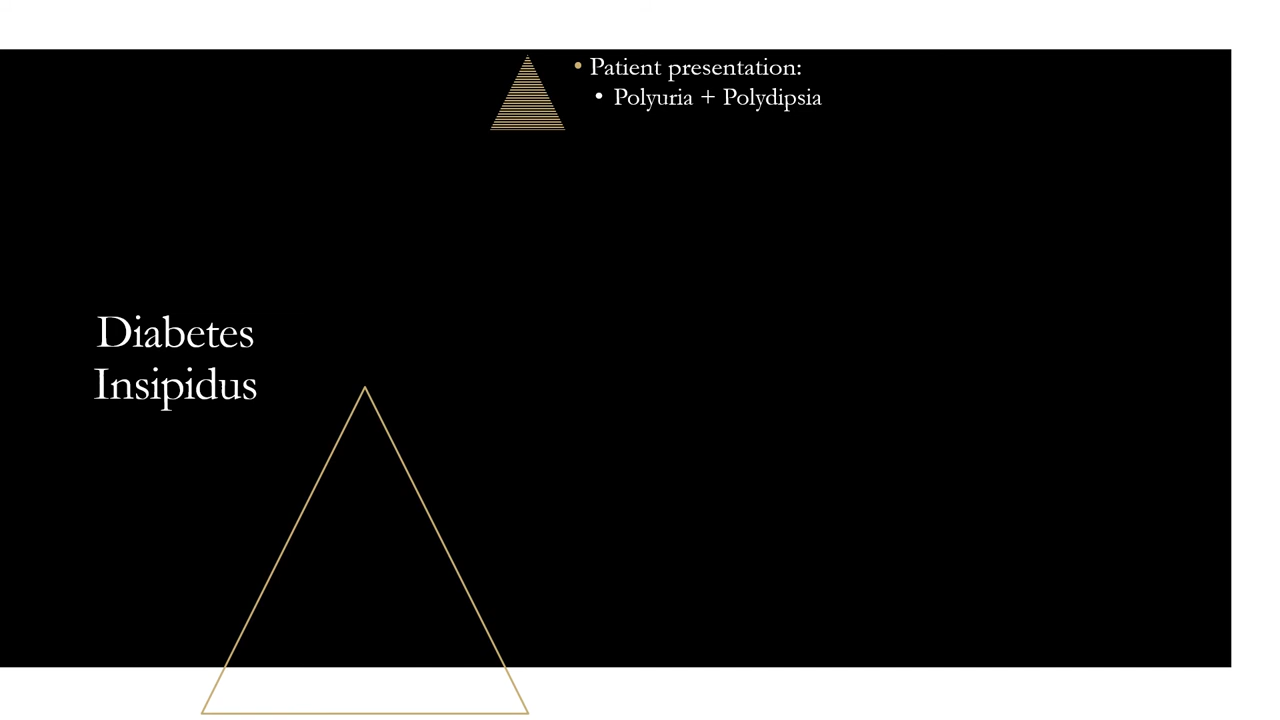 Diabetes
Insipidus
• Patient presentation:
• Polyuria + Polydipsia